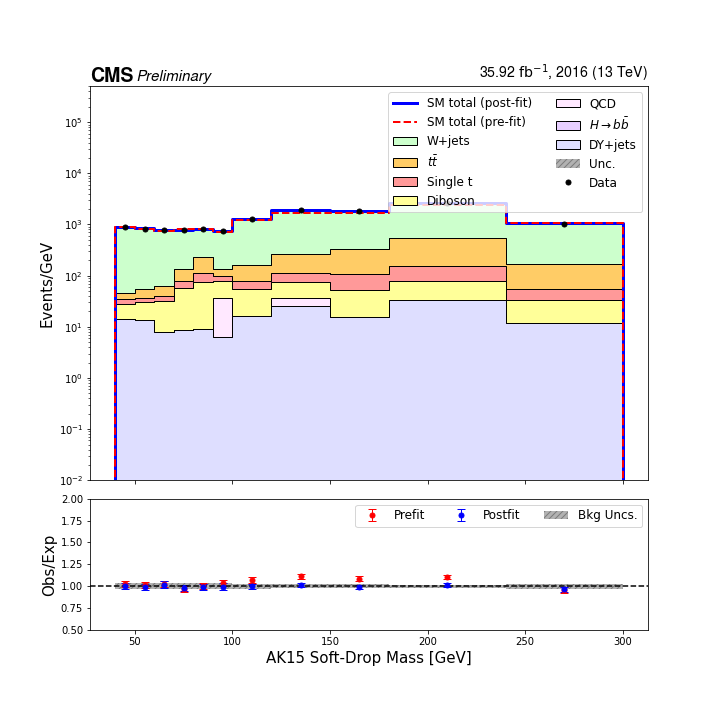 CMS Preliminary
35.92 fb⁻¹, 2016 (13 TeV)
SM total (post-fit)
SM total (pre-fit)
W+jets
tt̄
Single t
Diboson
QCD
H→bb̄
DY+jets
Unc.
Data
Events/GeV
10⁵
10⁴
10³
10²
10¹
10⁰
10⁻¹
10⁻²
Prefit
Postfit
Bkg Uncs.
Obs/Exp
2.00
1.75
1.50
1.25
1.00
0.75
0.50
50 100 150 200 250 300
AK15 Soft-Drop Mass [GeV]